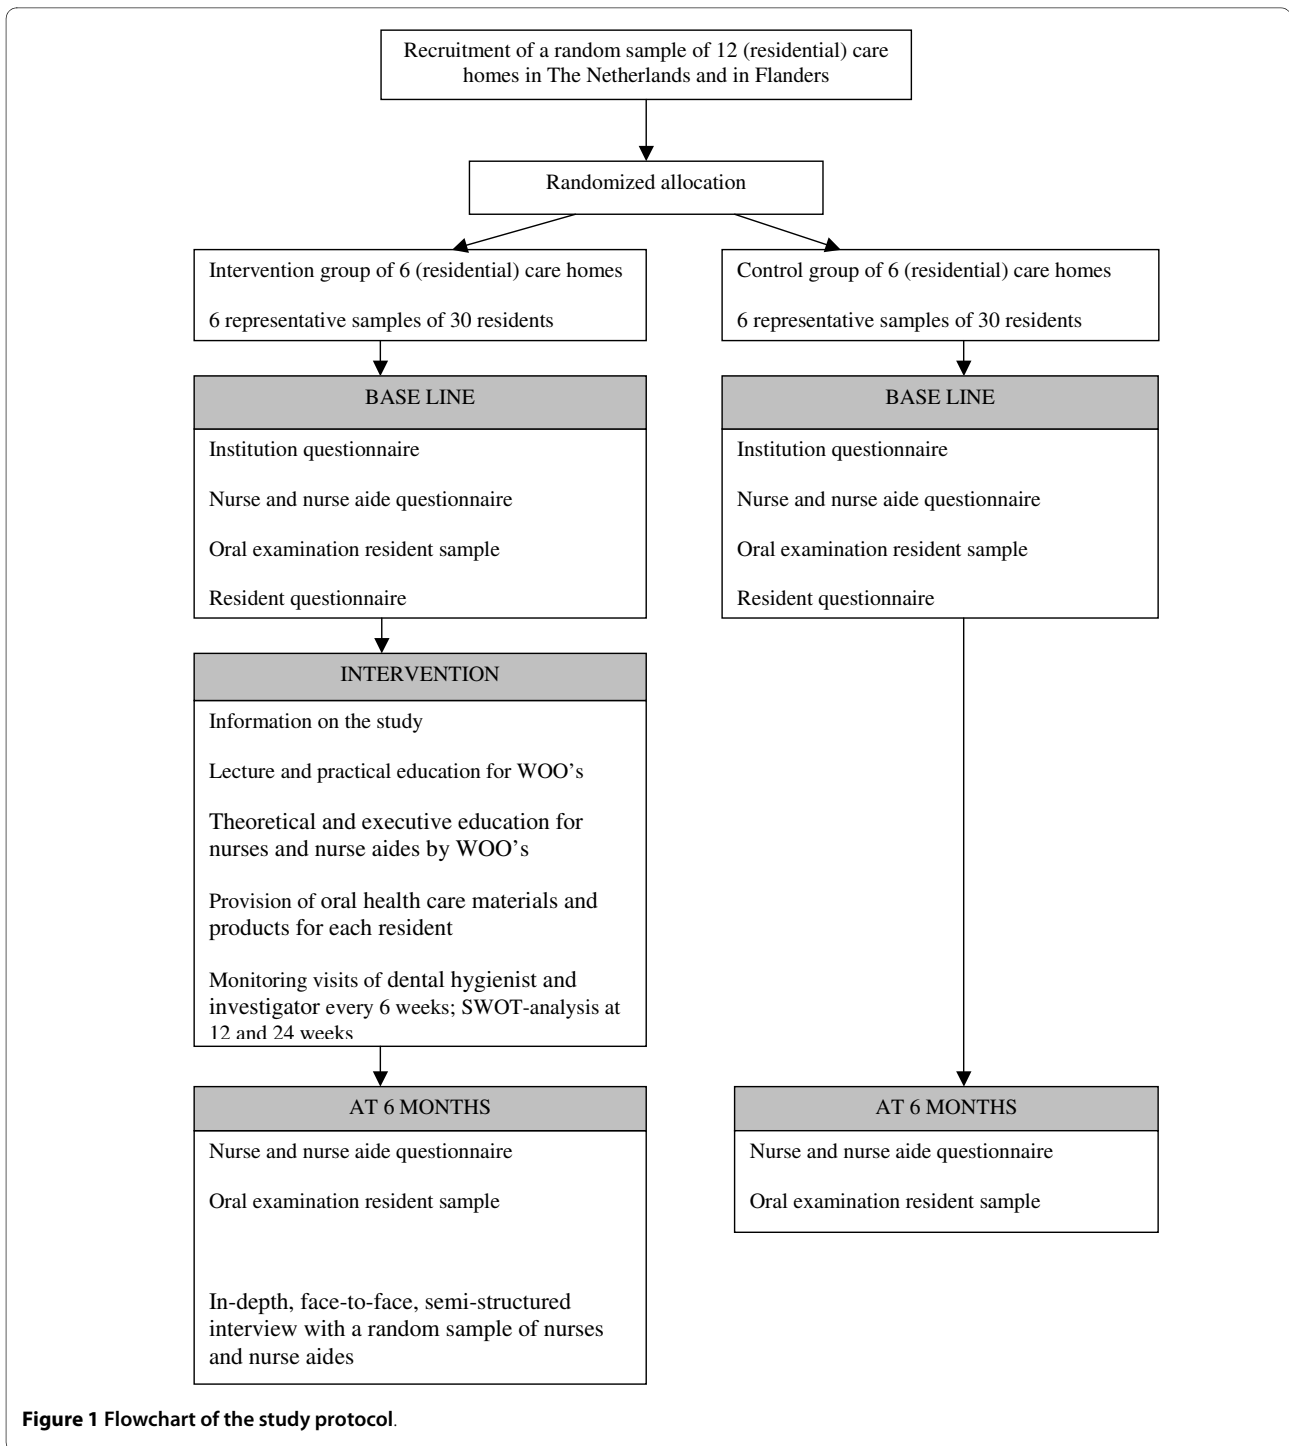 Recruitment of a random sample of 12 (residential) care
homes in The Netherlands and in Flanders
Randomized allocation
Intervention group of 6 (residential) care homes
6 representative samples of 30 residents
Control group of 6 (residential) care homes
6 representative samples of 30 residents
BASE LINE
Institution questionnaire
Nurse and nurse aide questionnaire
Oral examination resident sample
Resident questionnaire
BASE LINE
Institution questionnaire
Nurse and nurse aide questionnaire
Oral examination resident sample
Resident questionnaire
INTERVENTION
Information on the study
Lecture and practical education for WOO's
Theoretical and executive education for
nurses and nurse aides by WOO's
Provision of oral health care materials and
products for each resident
Monitoring visits of dental hygienist and
investigator every 6 weeks; SWOT-analysis at
12 and 24 weeks
AT 6 MONTHS
Nurse and nurse aide questionnaire
Oral examination resident sample
In-depth, face-to-face, semi-structured
interview with a random sample of nurses
and nurse aides
AT 6 MONTHS
Nurse and nurse aide questionnaire
Oral examination resident sample
Figure 1 Flowchart of the study protocol.